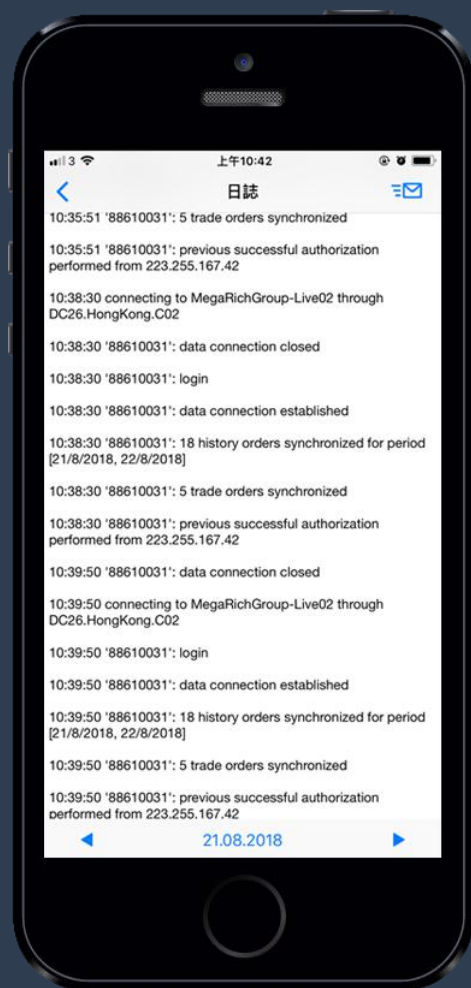 3
上午10:42
日誌
10:35:51 '88610031': 5 trade orders synchronized
10:35:51 '88610031': previous successful authorization
performed from 223.255.167.42
10:38:30 connecting to MegaRichGroup-Live02 through
DC26.HongKong.C02
10:38:30 '88610031': data connection closed
10:38:30 '88610031': login
10:38:30 '88610031': data connection established
10:38:30 '88610031': 18 history orders synchronized for period
[21/8/2018, 22/8/2018]
10:38:30 '88610031': 5 trade orders synchronized
10:38:30 '88610031': previous successful authorization
performed from 223.255.167.42
10:39:50 '88610031': data connection closed
10:39:50 connecting to MegaRichGroup-Live02 through
DC26.HongKong.C02
10:39:50 '88610031': login
10:39:50 '88610031': data connection established
10:39:50 '88610031': 18 history orders synchronized for period
[21/8/2018, 22/8/2018]
10:39:50 '88610031': 5 trade orders synchronized
10:39:50 '88610031': previous successful authorization
performed from 223.255.167.42
21.08.2018